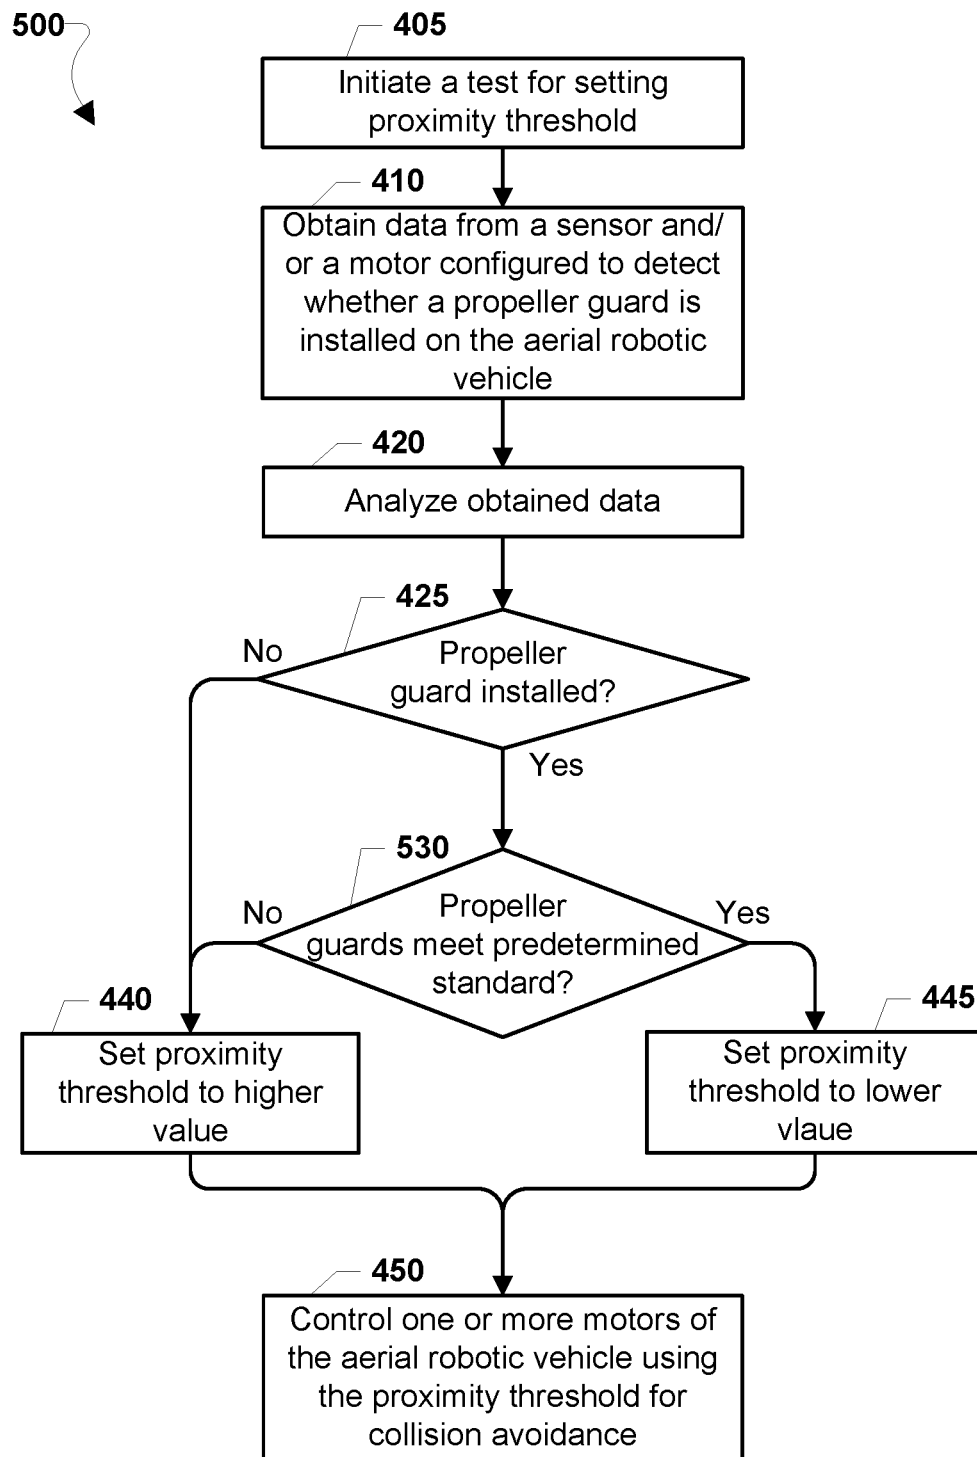 500
405
Initiate a test for setting
proximity threshold
410
Obtain data from a sensor and/
or a motor configured to detect
whether a propeller guard is
installed on the aerial robotic
vehicle
420
Analyze obtained data
425
No
Propeller
guard installed?
Yes
530
No
Propeller
guards meet predetermined
standard?
Yes
440
Set proximity
threshold to higher
value
445
Set proximity
threshold to lower
vlaue
450
Control one or more motors of
the aerial robotic vehicle using
the proximity threshold for
collision avoidance